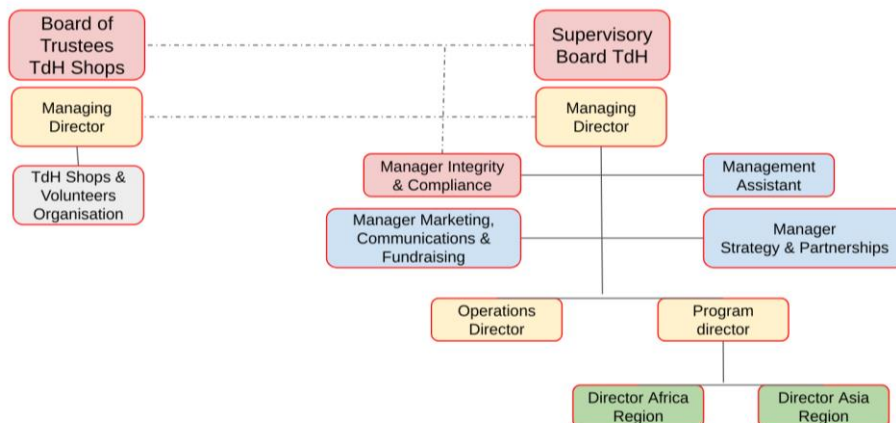 Board of
Trustees
TdH Shops
Supervisory
Board TdH
Managing
Director
Managing
Director
TdH Shops &
Volunteers
Organisation
Manager Integrity
& Compliance
Management
Assistant
Manager Marketing,
Communications &
Fundraising
Manager
Strategy & Partnerships
Operations
Director
Program
director
Director Africa
Region
Director Asia
Region